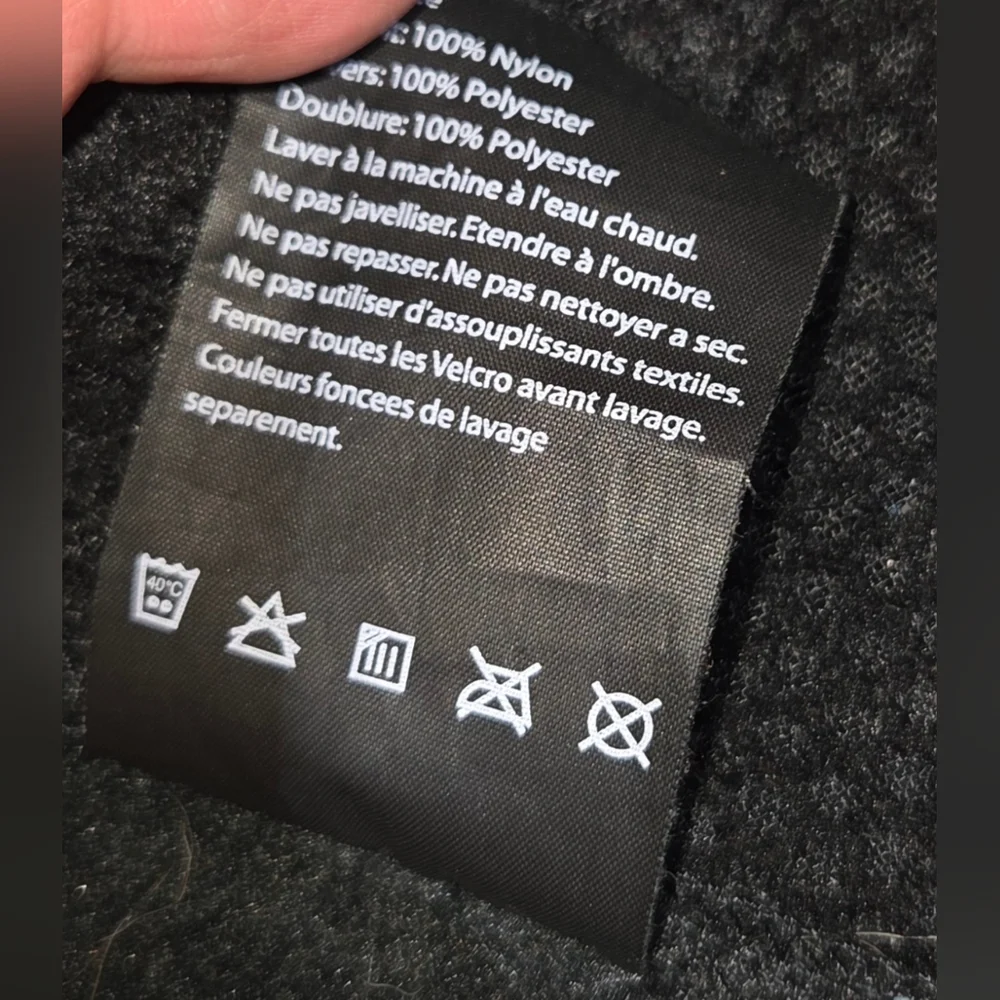 100% Nylon
100% Polyester
Doublure: 100% Polyester
Laver à la machine à l'eau chaud.
Ne pas javelliser. Etendre à l'ombre.
Ne pas repasser. Ne pas nettoyer a sec.
Ne pas utiliser d'assouplissants textiles.
Fermer toutes les Velcro avant lavage.
Couleurs foncees de lavage
separement.
40°C